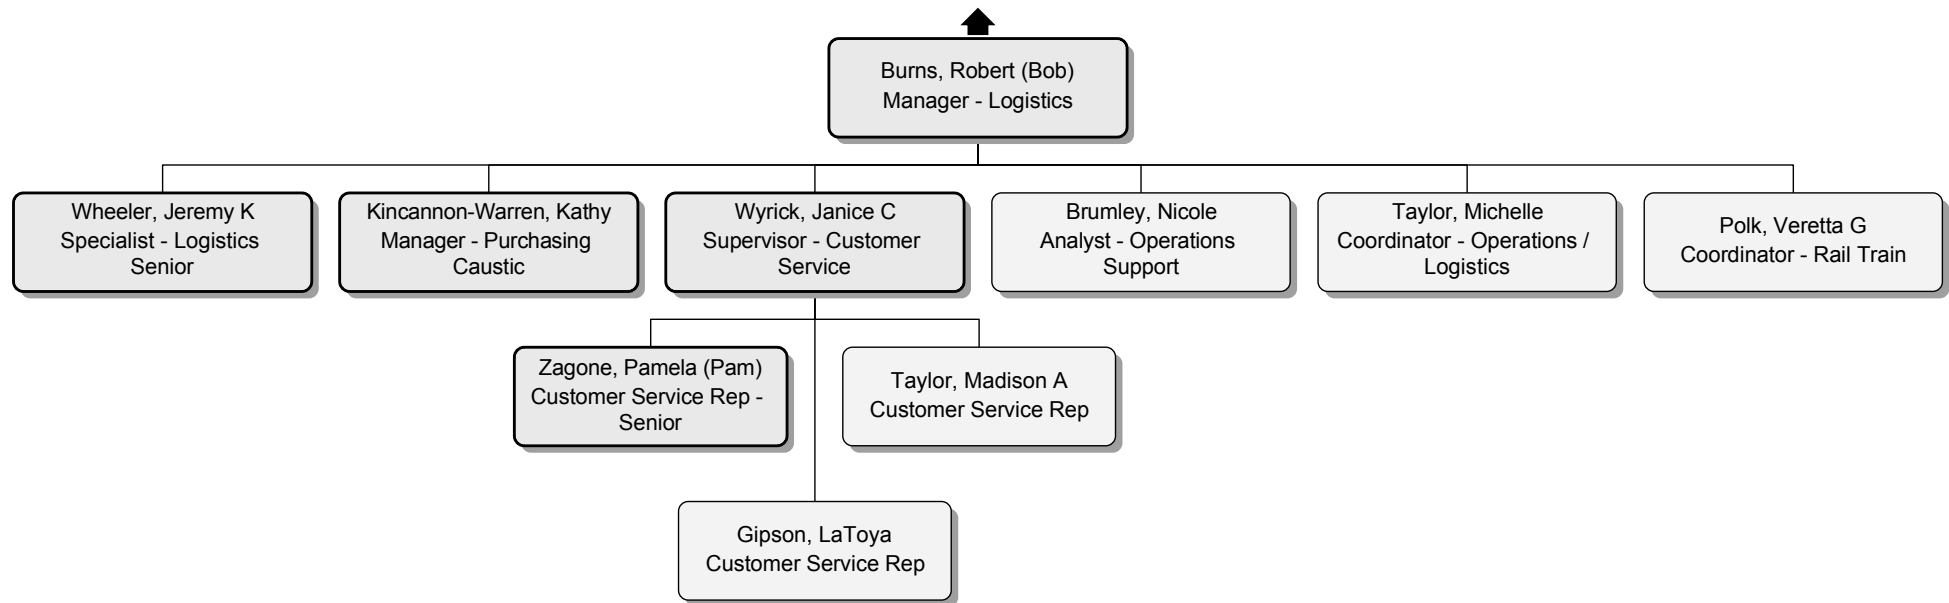 Burns, Robert (Bob)
Manager - Logistics
Wheeler, Jeremy K
Specialist - Logistics
Senior
Kincannon-Warren, Kathy
Manager - Purchasing
Caustic
Wyrick, Janice C
Supervisor - Customer
Service
Brumley, Nicole
Analyst - Operations
Support
Taylor, Michelle
Coordinator - Operations /
Logistics
Polk, Veretta G
Coordinator - Rail Train
Zagone, Pamela (Pam)
Customer Service Rep -
Senior
Taylor, Madison A
Customer Service Rep
Gipson, LaToya
Customer Service Rep